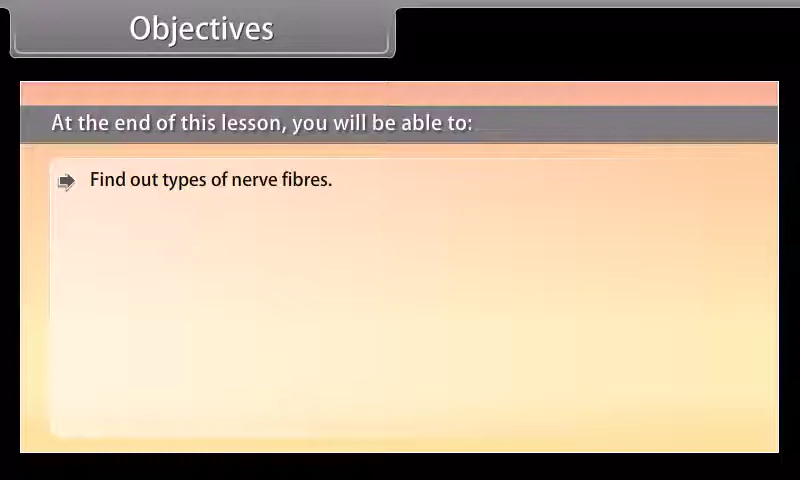 Objectives
At the end of this lesson, you will be able to:
Find out types of nerve fibres.